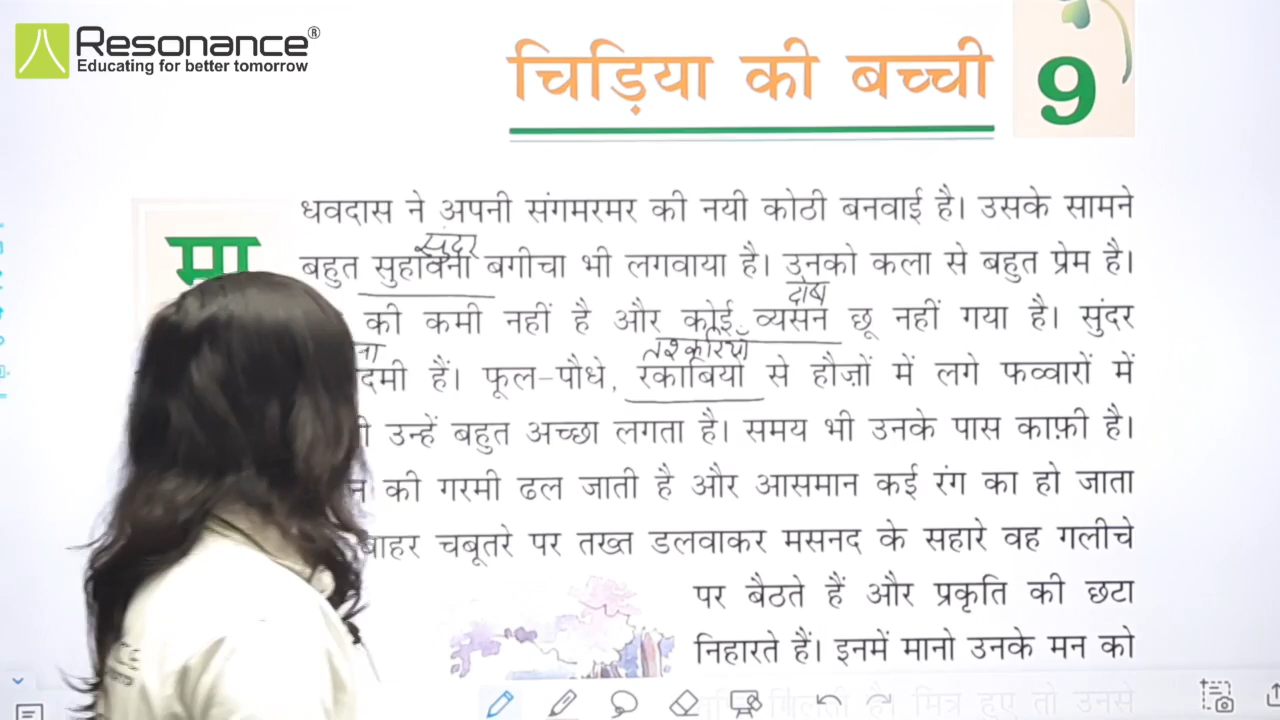 Resonance®
Educating for better tomorrow
चिड़िया की बच्ची
9
मा
धवदास ने अपनी संगमरमर की नयी कोठी बनवाई है। उसके सामने
सुंदर
बहुत सुहावना बगीचा भी लगवाया है। उनको कला से बहुत प्रेम है।
दोष
की कमी नहीं है और कोई व्यसन छू नहीं गया है। सुंदर
तश्तरियाँ
हैं। फूल-पौधे, रकाबियों से हौज़ों में लगे फव्वारों में
उन्हें बहुत अच्छा लगता है। समय भी उनके पास काफ़ी है।
की गरमी ढल जाती है और आसमान कई रंग का हो जाता
बाहर चबूतरे पर तख्त डलवाकर मसनद के सहारे वह गलीचे
पर बैठते हैं और प्रकृति की छटा
निहारते हैं। इनमें मानो उनके मन को
मिलती है। मित्र हुए तो उनसे